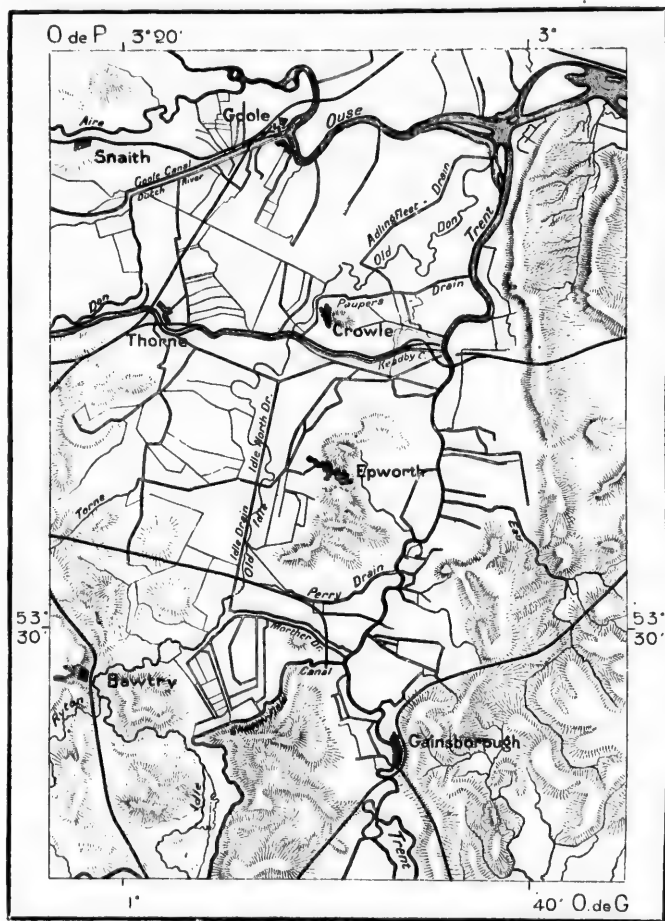 O de P. 3° 20' 3°
Goole
Ouse
Aire
Snaith
Goole Canal
Dutch River
Adlingfleet - Drain
Old Don
Trent
Don
Paupers Drain
Crowle
Thorne
Keadby C.
Idle North Dr.
Epworth
Torne
Idle Drain
Old Idle
Eau
Perry Drain
53° 30'
53° 30'
Morther Dr.
Bawtry
Canal
Ryton
Gainsborough
Idle
Trent
1° 40' O. de G